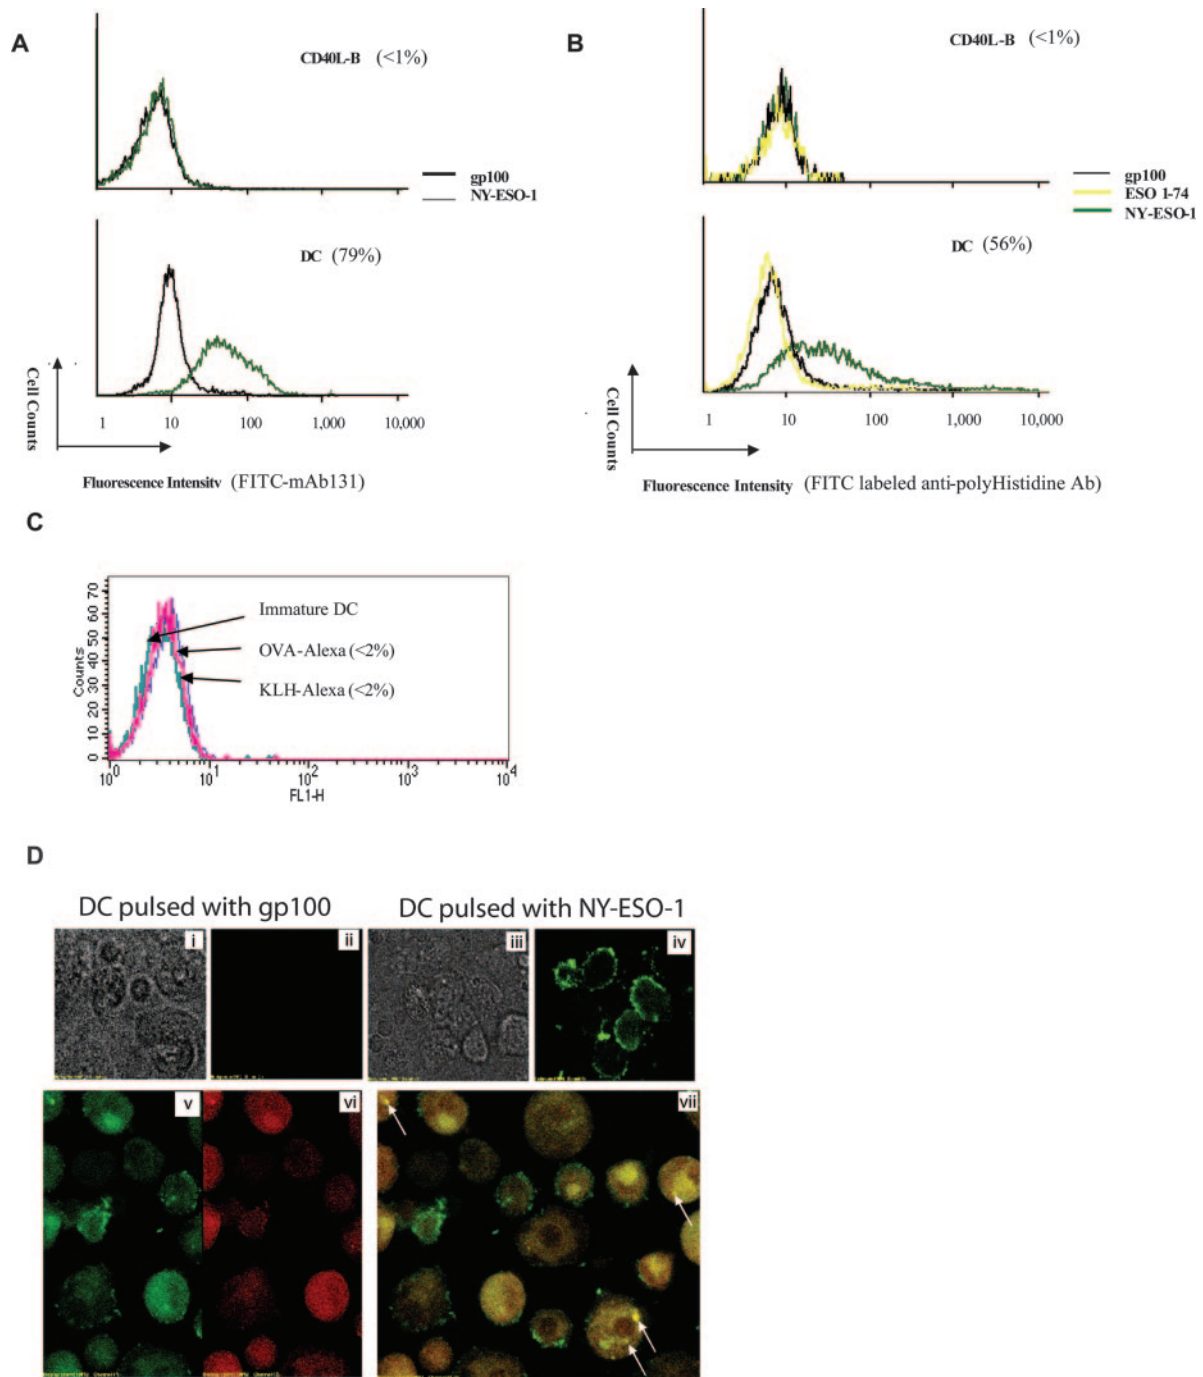 A
CD40L-B (<1%)
gp100
NY-ESO-1
DC (79%)
Cell Counts
1 10 100 1,000 10,000
Fluorescence Intensity (FITC-mAb131)
B
CD40L-B (<1%)
gp100
ESO 1-74
NY-ESO-1
DC (56%)
Cell Counts
1 10 100 1,000 10,000
Fluorescence Intensity (FITC labeled anti-polyHistidine Ab)
C
Counts
70
60
50
40
30
20
10
0
Immature DC
OVA-Alexa (<2%)
KLH-Alexa (<2%)
10^0 10^1 10^2 10^3 10^4
FL1-H
D
DC pulsed with gp100
DC pulsed with NY-ESO-1
i
ii
iii
iv
v
vi
vii